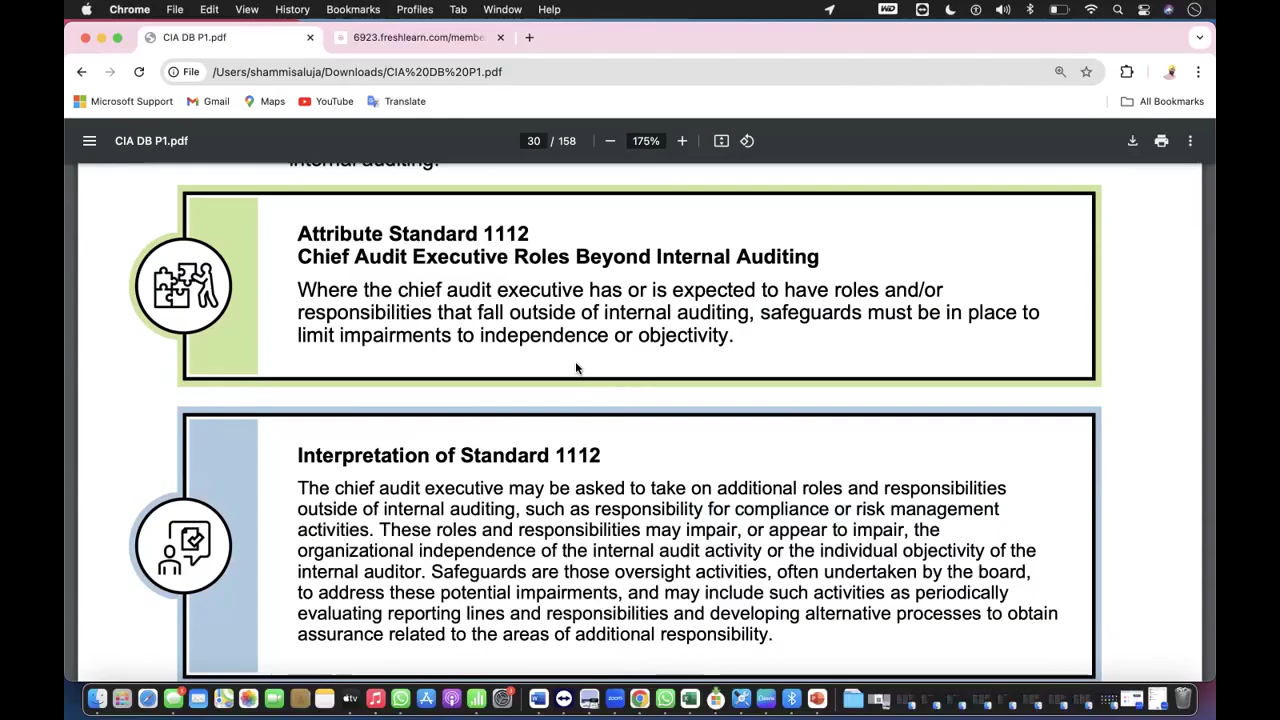 Chrome File Edit View History Bookmarks Profiles Tab Window Help
CIA DB P1.pdf
6923.freshlearn.com/membe
File /Users/shammisaluja/Downloads/CIA%20DB%20P1.pdf
Microsoft Support Gmail Maps YouTube Translate All Bookmarks
CIA DB P1.pdf 30 / 158 175%
internal auditing.
Attribute Standard 1112
Chief Audit Executive Roles Beyond Internal Auditing
Where the chief audit executive has or is expected to have roles and/or
responsibilities that fall outside of internal auditing, safeguards must be in place to
limit impairments to independence or objectivity.
Interpretation of Standard 1112
The chief audit executive may be asked to take on additional roles and responsibilities
outside of internal auditing, such as responsibility for compliance or risk management
activities. These roles and responsibilities may impair, or appear to impair, the
organizational independence of the internal audit activity or the individual objectivity of the
internal auditor. Safeguards are those oversight activities, often undertaken by the board,
to address these potential impairments, and may include such activities as periodically
evaluating reporting lines and responsibilities and developing alternative processes to obtain
assurance related to the areas of additional responsibility.